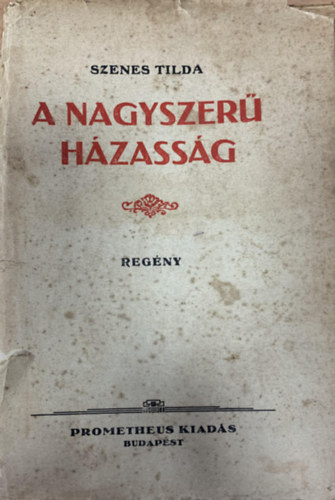 SZENES TILDA
A NAGYSZERŰ
HÁZASSÁG
REGÉNY
PROMETHEUS KIADÁS
BUDAPEST